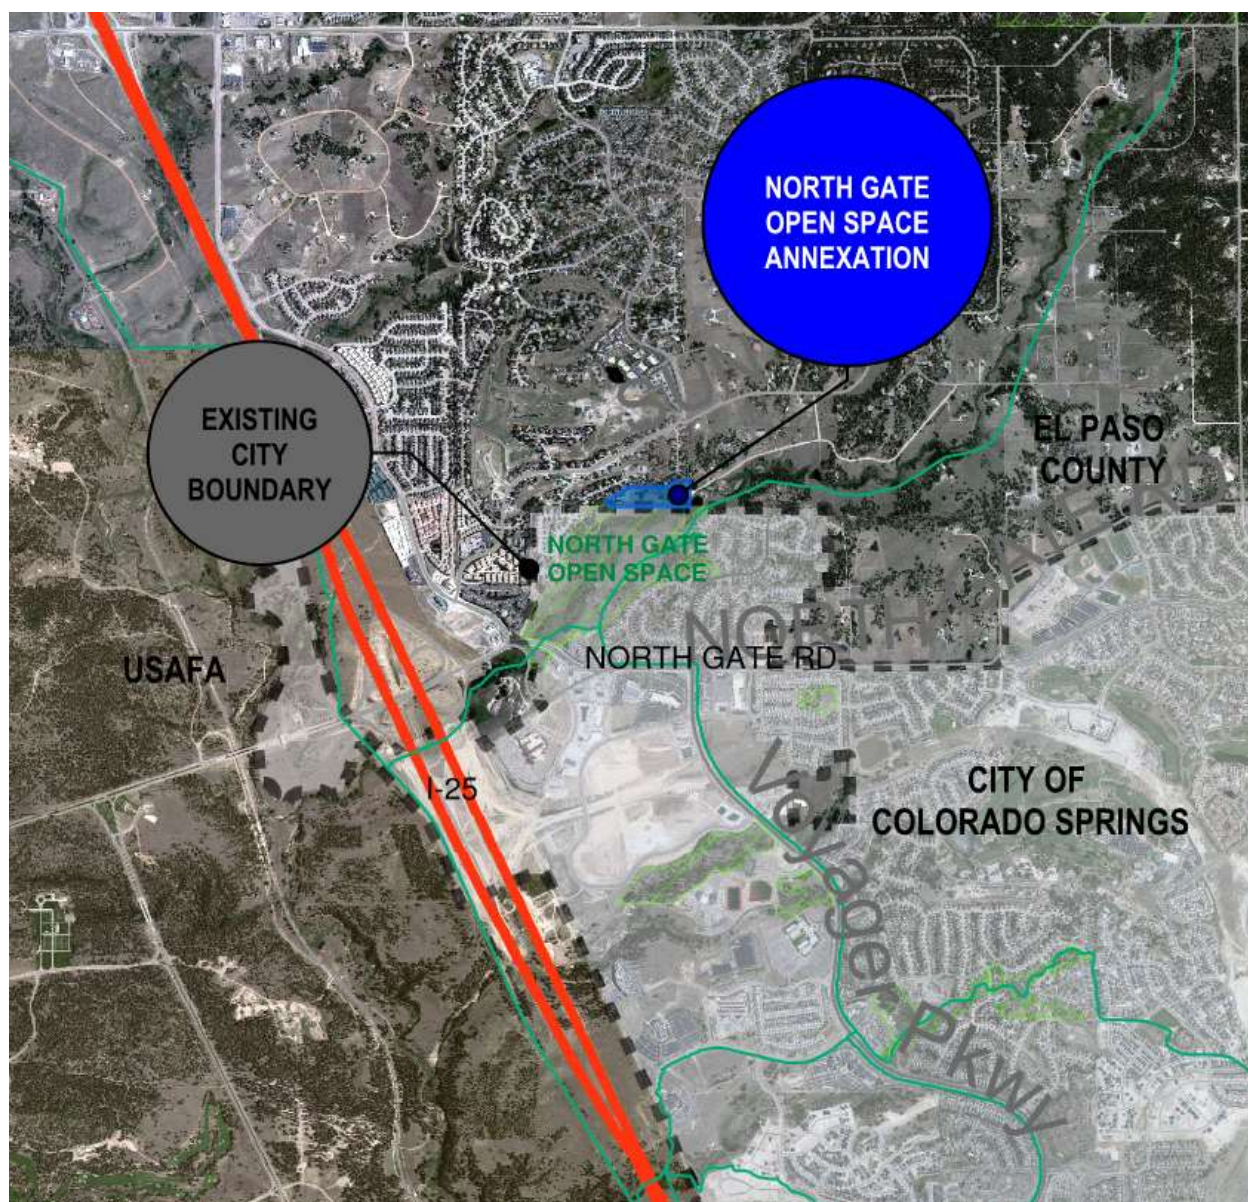 NORTH GATE
OPEN SPACE
ANNEXATION
EXISTING
CITY
BOUNDARY
EL PASO
COUNTY
NORTH GATE
OPEN SPACE
NORTH
NORTH GATE RD
USAFA
I-25
CITY OF
COLORADO SPRINGS
Voyager Pkwy